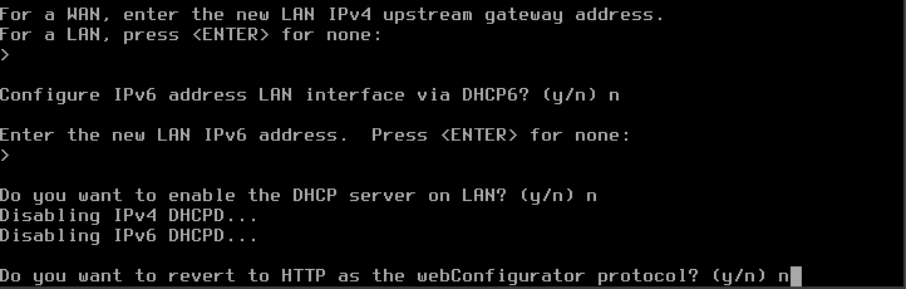 For a WAN, enter the new LAN IPv4 upstream gateway address.
For a LAN, press <ENTER> for none:
>
Configure IPv6 address LAN interface via DHCP6? (y/n) n
Enter the new LAN IPv6 address.  Press <ENTER> for none:
>
Do you want to enable the DHCP server on LAN? (y/n) n
Disabling IPv4 DHCPD...
Disabling IPv6 DHCPD...
Do you want to revert to HTTP as the webConfigurator protocol? (y/n) n